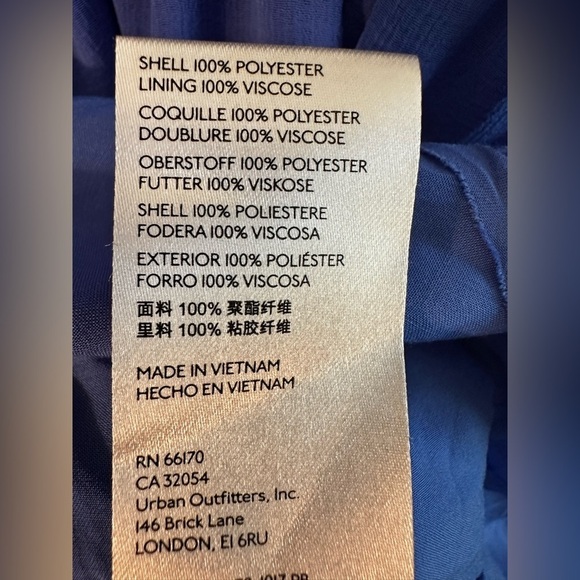 SHELL 100% POLYESTER
LINING 100% VISCOSE
COQUILLE 100% POLYESTER
DOUBLURE 100% VISCOSE
OBERSTOFF 100% POLYESTER
FUTTER 100% VISKOSE
SHELL 100% POLIESTERE
FODERA 100% VISCOSA
EXTERIOR 100% POLIÉSTER
FORRO 100% VISCOSA
面料 100% 聚酯纤维
里料 100% 粘胶纤维
MADE IN VIETNAM
HECHO EN VIETNAM
RN 66170
CA 32054
Urban Outfitters, Inc.
146 Brick Lane
LONDON, E1 6RU